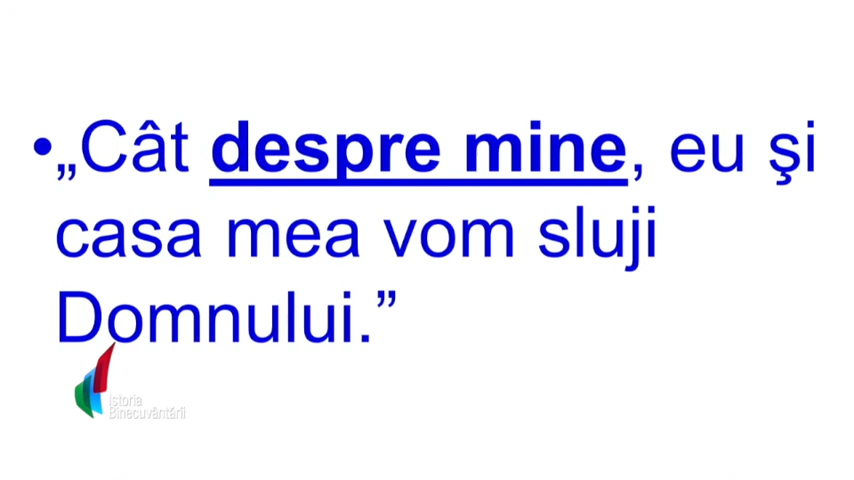 •„Cât despre mine, eu şi
casa mea vom sluji
Domnului.”
Istoria
Binecuvântării